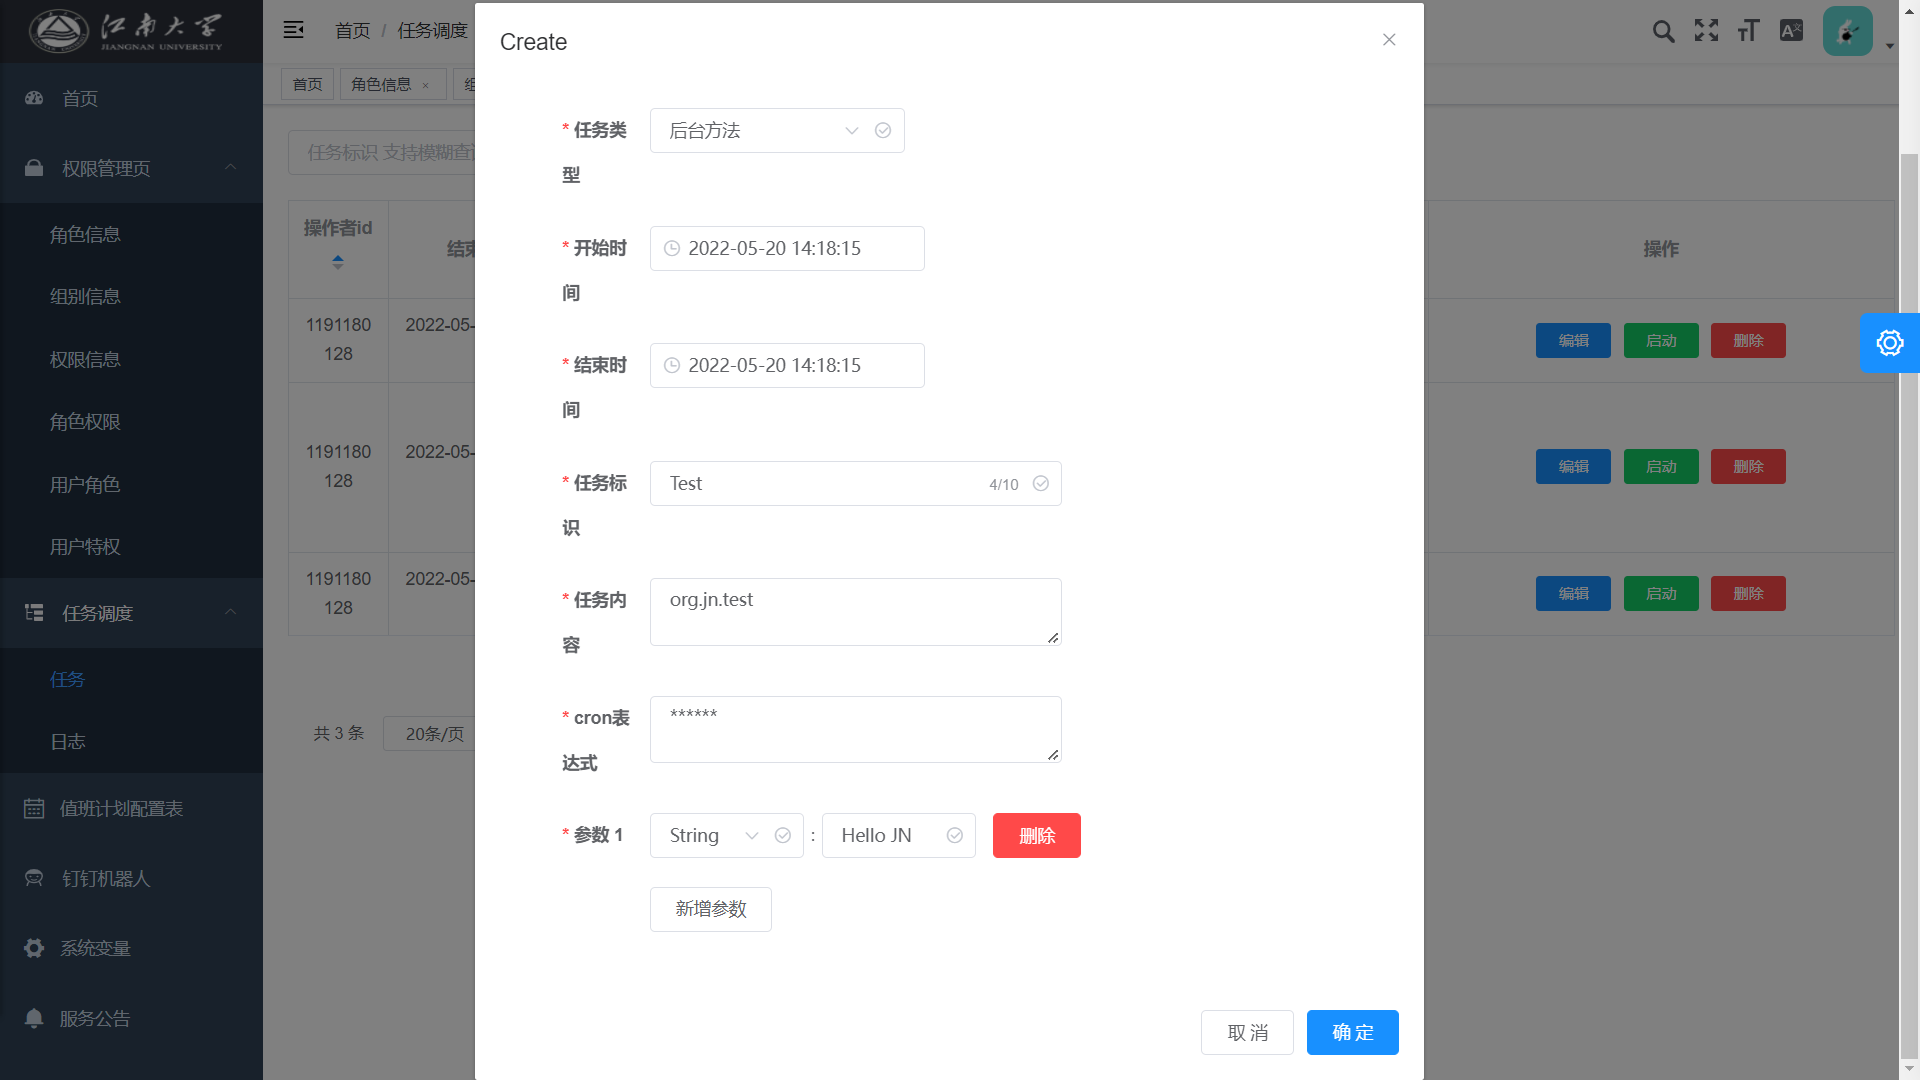 江南大学
JIANGNAN UNIVERSITY
首页
权限管理页
角色信息
组别信息
权限信息
角色权限
用户角色
用户特权
任务调度
任务
日志
值班计划配置表
钉钉机器人
系统变量
服务公告
首页 / 任务调度
首页
角色信息 ×
任务标识 支持模糊查
操作者id
结束
操作
1191180
128
2022-05-
编辑 启动 删除
1191180
128
2022-05-
编辑 启动 删除
1191180
128
2022-05-
编辑 启动 删除
共 3 条
20条/页
Create
* 任务类
型
后台方法
* 开始时
间
2022-05-20 14:18:15
* 结束时
间
2022-05-20 14:18:15
* 任务标
识
Test
4/10
* 任务内
容
org.jn.test
* cron表
达式
******
* 参数 1
String : Hello JN
删除
新增参数
取 消
确 定